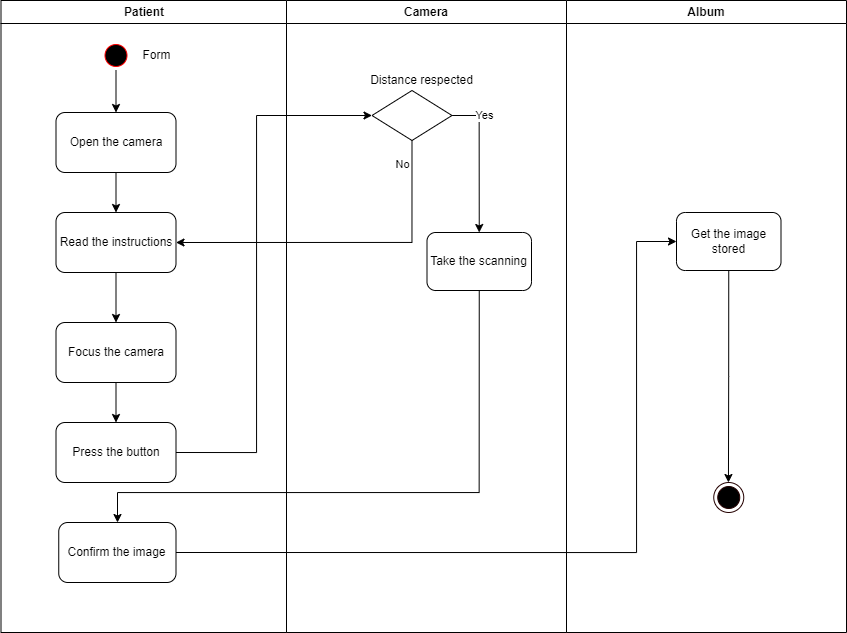 Patient
Camera
Album
Form
Distance respected
Yes
Open the camera
No
Read the instructions
Get the image
stored
Take the scanning
Focus the camera
Press the button
Confirm the image